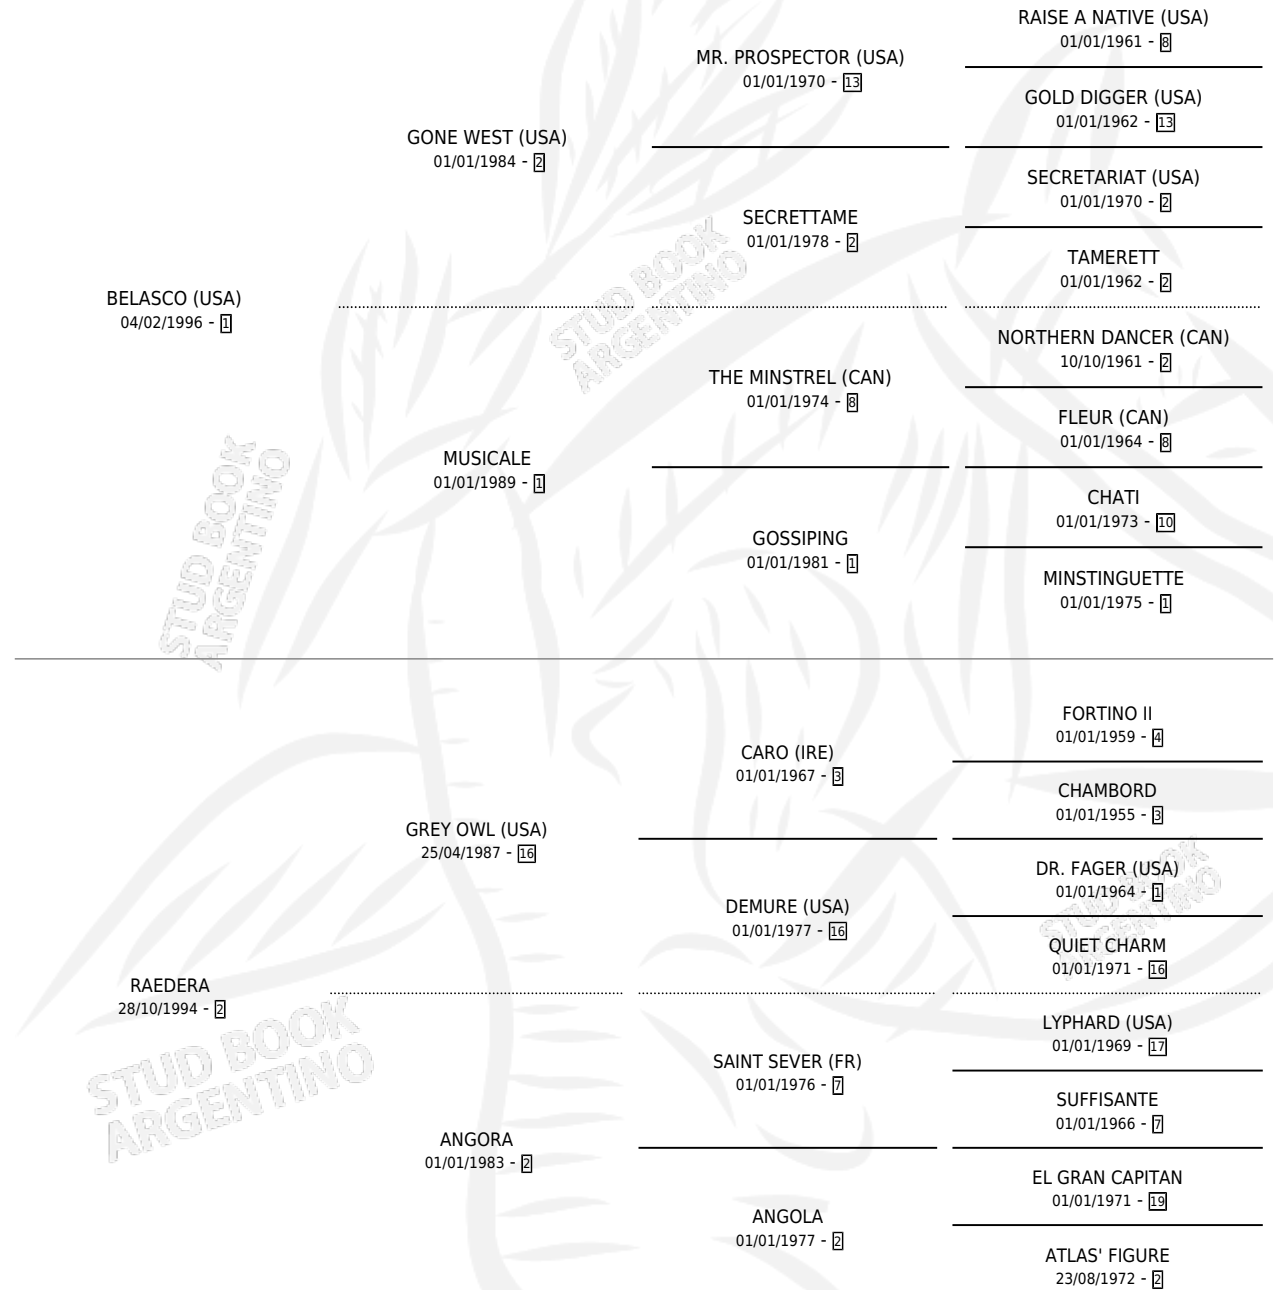 BELASCO (USA)
04/02/1996 - 1
GONE WEST (USA)
01/01/1984 - 2
MR. PROSPECTOR (USA)
01/01/1970 - 13
RAISE A NATIVE (USA)
01/01/1961 - 8
GOLD DIGGER (USA)
01/01/1962 - 13
SECRETTAME
01/01/1978 - 2
SECRETARIAT (USA)
01/01/1970 - 2
TAMERETT
01/01/1962 - 2
MUSICALE
01/01/1989 - 1
THE MINSTREL (CAN)
01/01/1974 - 8
NORTHERN DANCER (CAN)
10/10/1961 - 2
FLEUR (CAN)
01/01/1964 - 8
GOSSIPING
01/01/1981 - 1
CHATI
01/01/1973 - 10
MINSTINGUETTE
01/01/1975 - 1
RAEDERA
28/10/1994 - 2
GREY OWL (USA)
25/04/1987 - 16
CARO (IRE)
01/01/1967 - 3
FORTINO II
01/01/1959 - 4
CHAMBORD
01/01/1955 - 3
DEMURE (USA)
01/01/1977 - 16
DR. FAGER (USA)
01/01/1964 - 1
QUIET CHARM
01/01/1971 - 16
ANGORA
01/01/1983 - 2
SAINT SEVER (FR)
01/01/1976 - 7
LYPHARD (USA)
01/01/1969 - 17
SUFFISANTE
01/01/1966 - 7
ANGOLA
01/01/1977 - 2
EL GRAN CAPITAN
01/01/1971 - 19
ATLAS' FIGURE
23/08/1972 - 2
STUD BOOK
ARGENTINO
STUD BOOK
ARGENTINO
STUD BOOK
ARGENTINO
STUD BOOK
ARGENTINO